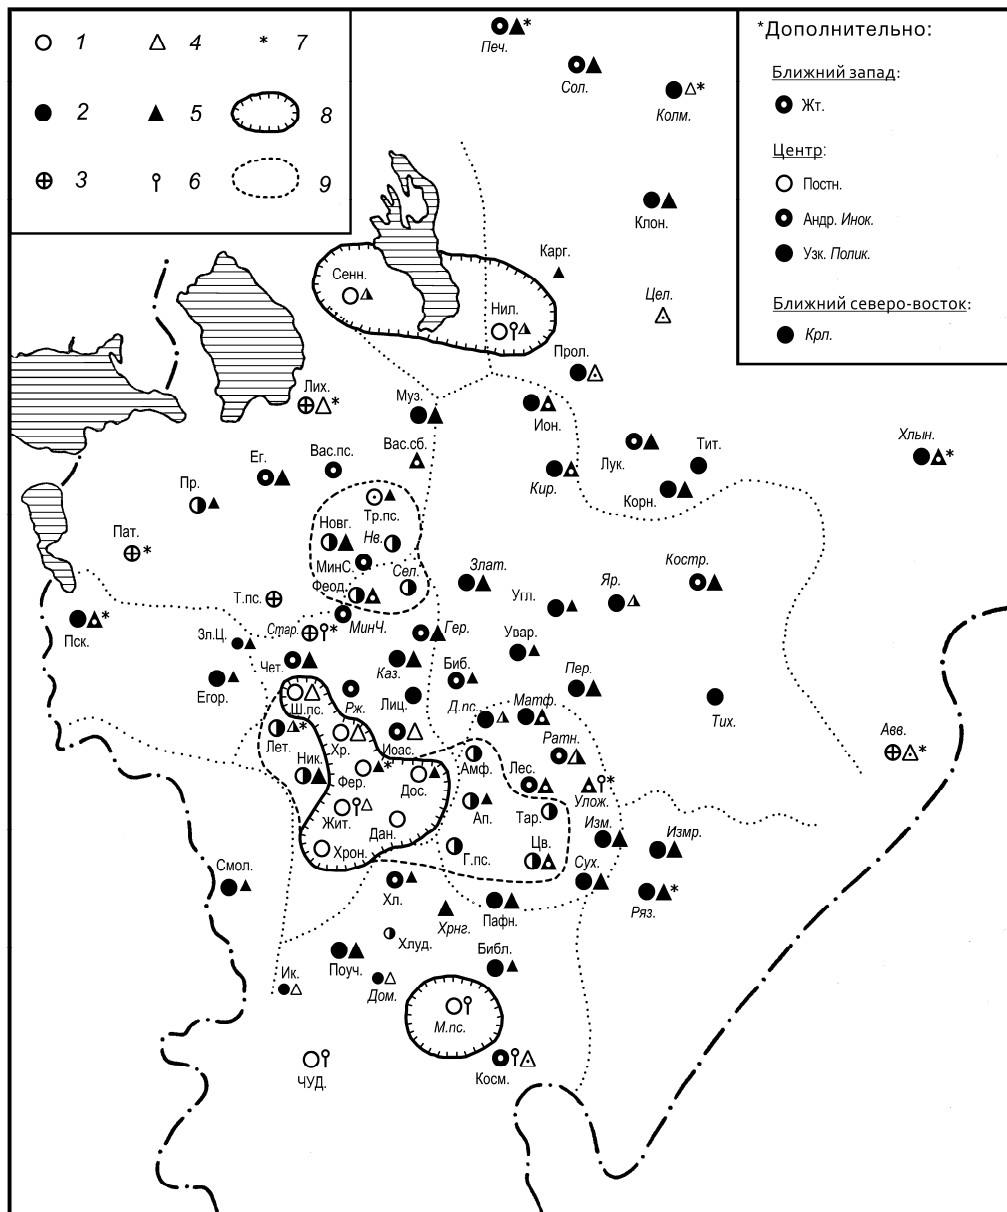 1 4 * 7
2 5 8
3 6 9
*Дополнительно:
Ближний запад:
Жт.
Центр:
Постн.
Андр. Инок.
Узк. Полик.
Ближний северо-восток:
Крл.
*
Печ.
Сол.
*
Колм.
Клон.
Карг.
Сенн.
Цел.
Нил.
Прол.
Лих.
*
Муз.
Ион.
Вас.пс.
Вас.сб.
Ег.
Лук.
Тит.
Хлын.
*
Кир.
Пр.
Корн.
Тр.пс.
Новг.
Нв.
Пат.
*
МинС.
Злат.
Костр.
Сел.
Феод.
Яр.
Т.пс.
Угл.
*
Пск.
МинЧ.
Стар.
*
Гер.
Зл.Ц.
Увар.
Чет.
Каз.
Биб.
Пер.
Егор.
Рж.
Лиц.
Матф.
Ш.пс.
Д.пс.
Тих.
Авв.
*
Лет.
*
Хр.
Иоас.
Ратн.
Ник.
Фер.
*
Дос.
Амф.
Лес.
*
Улож.
Жит.
Дан.
Ап.
Тар.
Изм.
Измр.
Хрон.
Г.пс.
Цв.
Сух.
Смол.
Хл.
*
Ряз.
Хрнг.
Пафн.
Хлуд.
Поуч.
Библ.
Ик.
Дом.
М.пс.
ЧУД.
Косм.